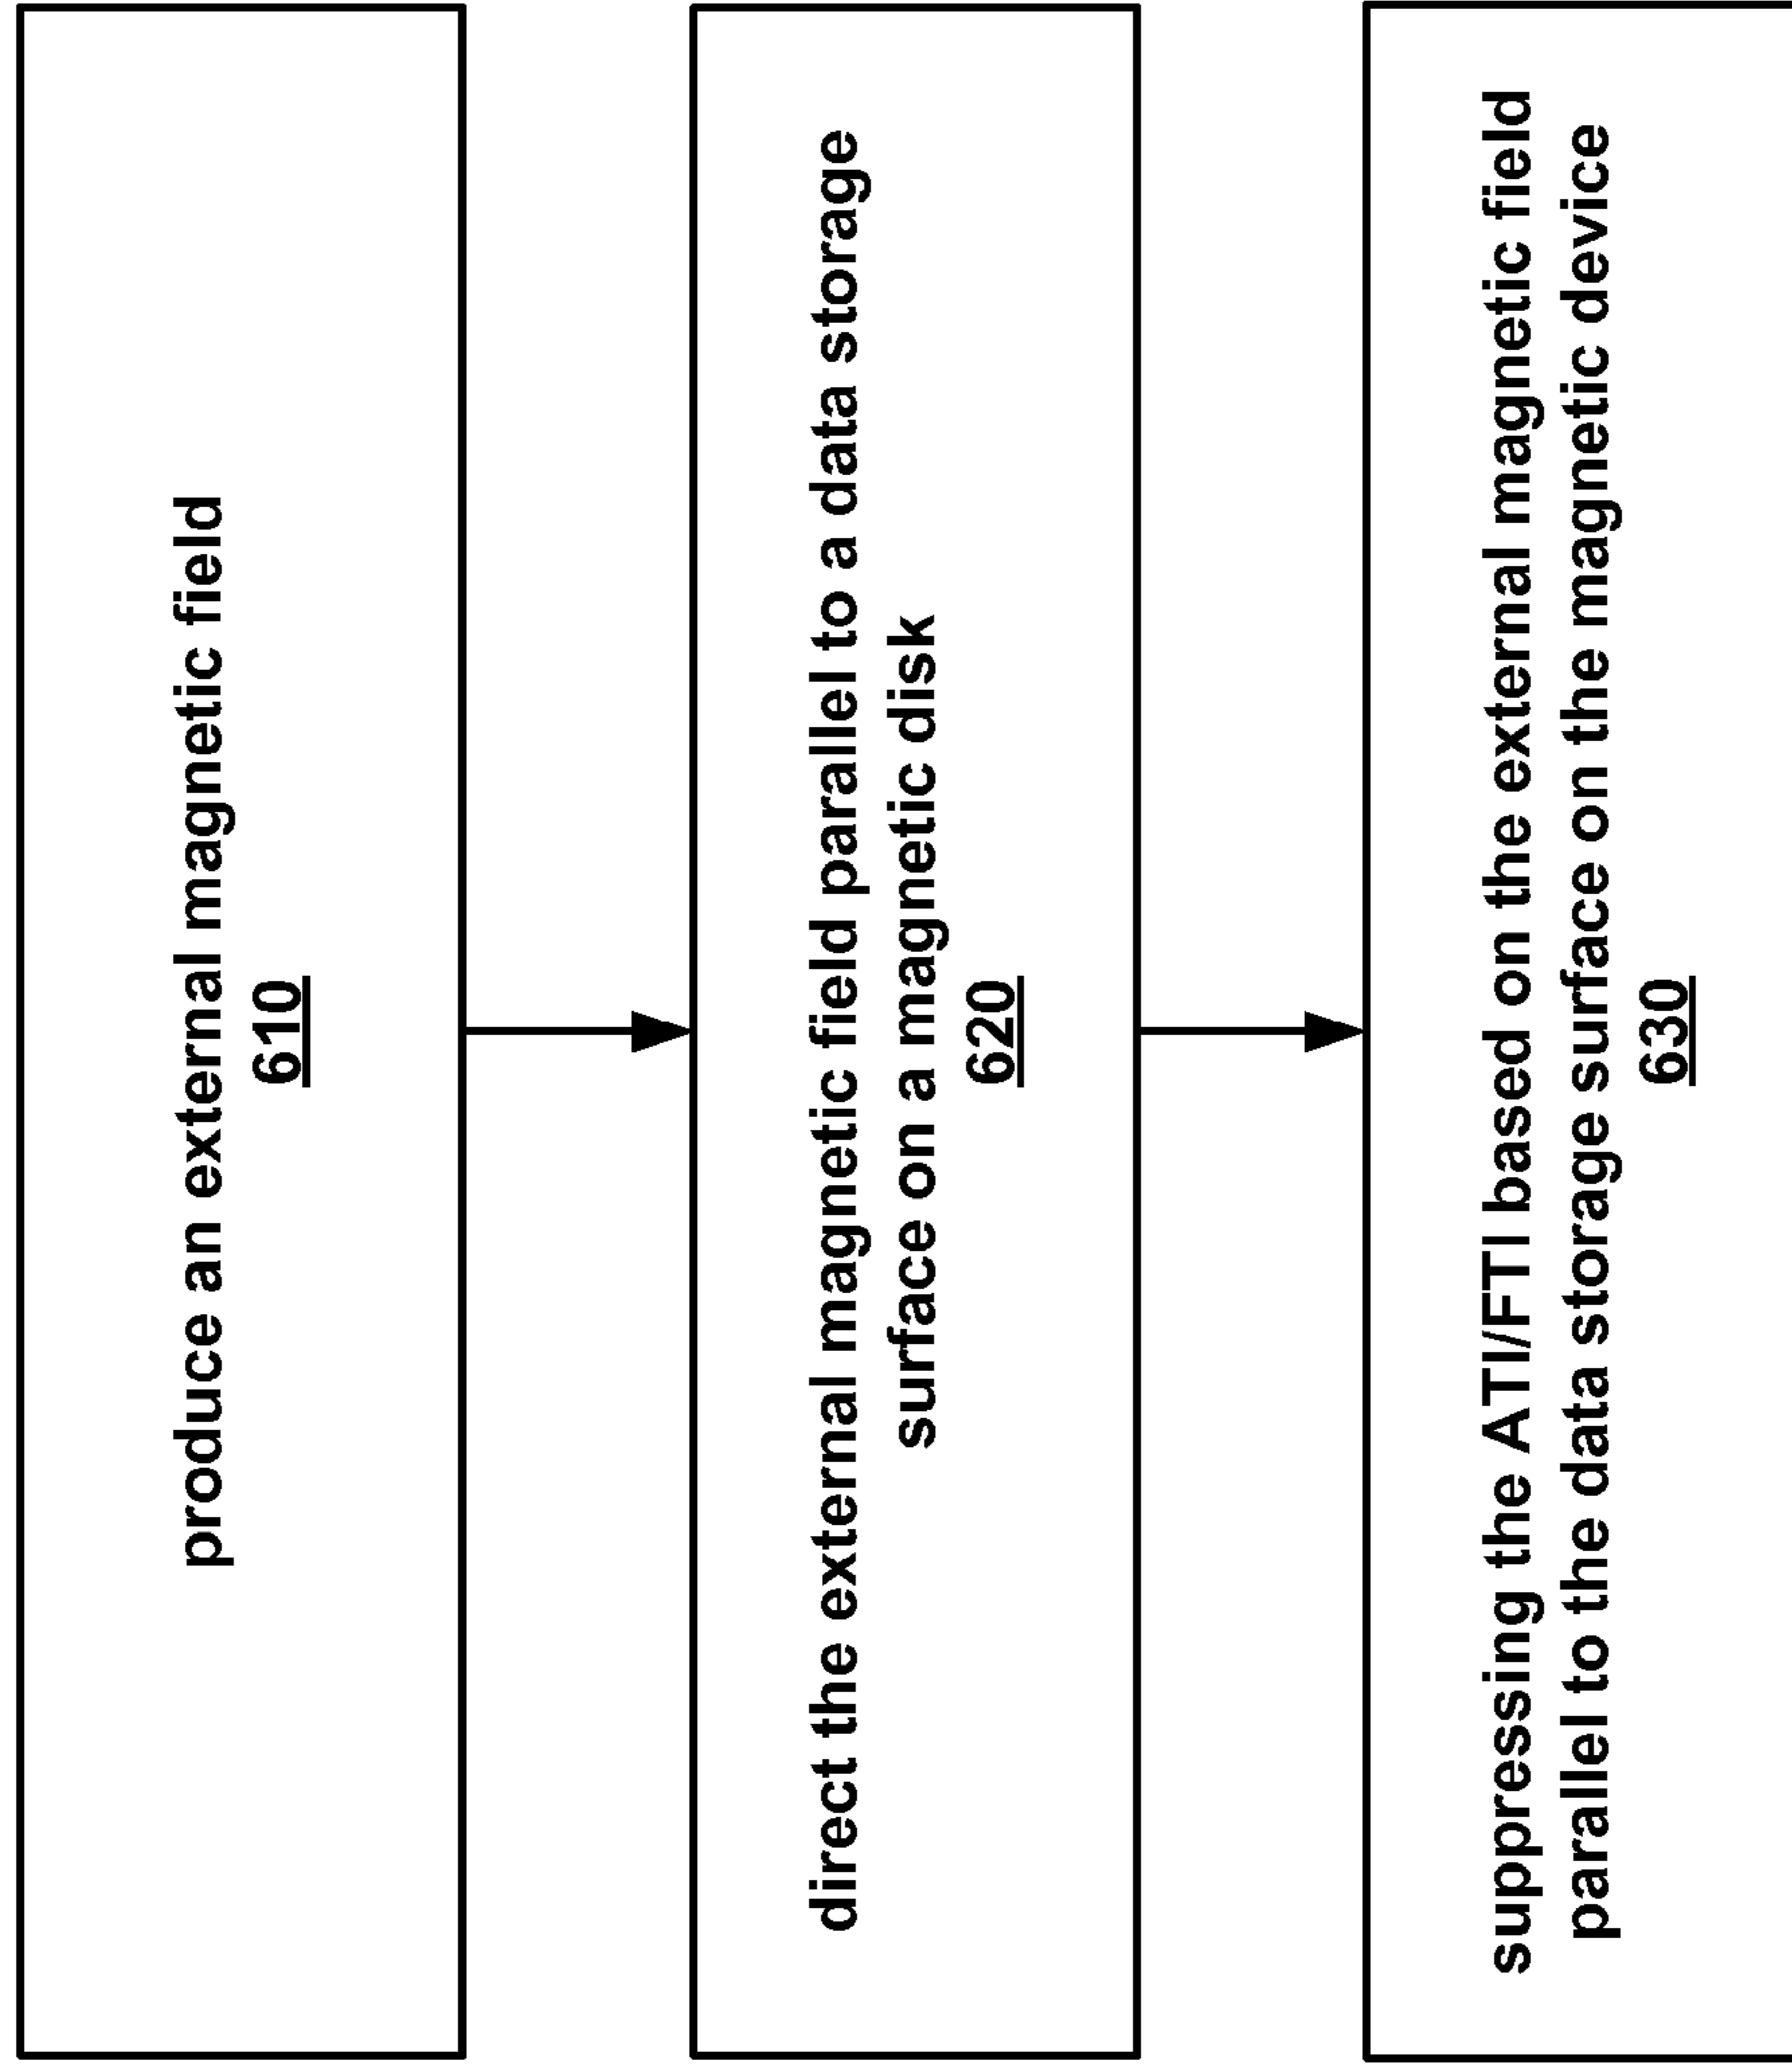 produce an external magnetic field
610
direct the external magnetic field parallel to a data storage
surface on a magnetic disk
620
suppressing the ATI/FTI based on the external magnetic field
parallel to the data storage surface on the magnetic device
630